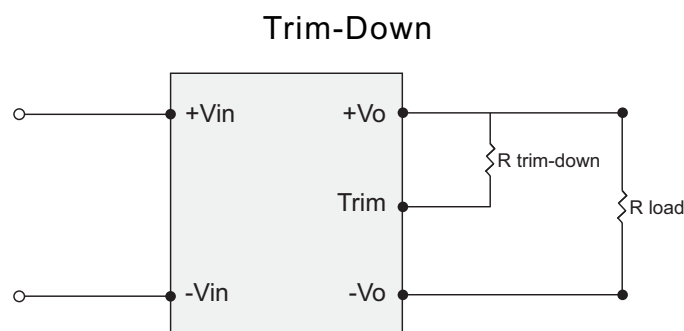 Trim-Down
+Vin
+Vo
R trim-down
Trim
R load
-Vin
-Vo